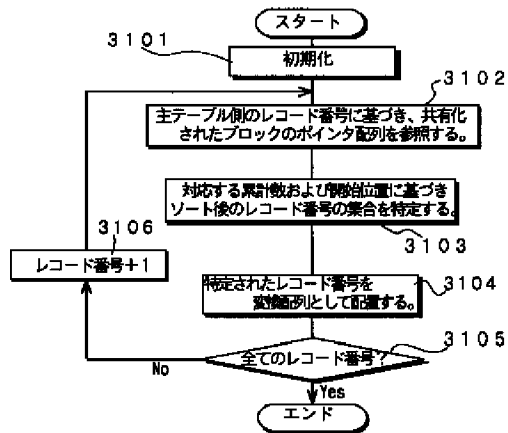 スタート
3101
初期化
3102
主テーブル側のレコード番号に基づき、共有化
されたブロックのポインタ配列を参照する。
対応する累計数および開始位置に基づき
ソート後のレコード番号の集合を特定する。
3103
3106
レコード番号+1
特定されたレコード番号を
変換配列として配置する。
3104
全てのレコード番号?
3105
No
Yes
エンド